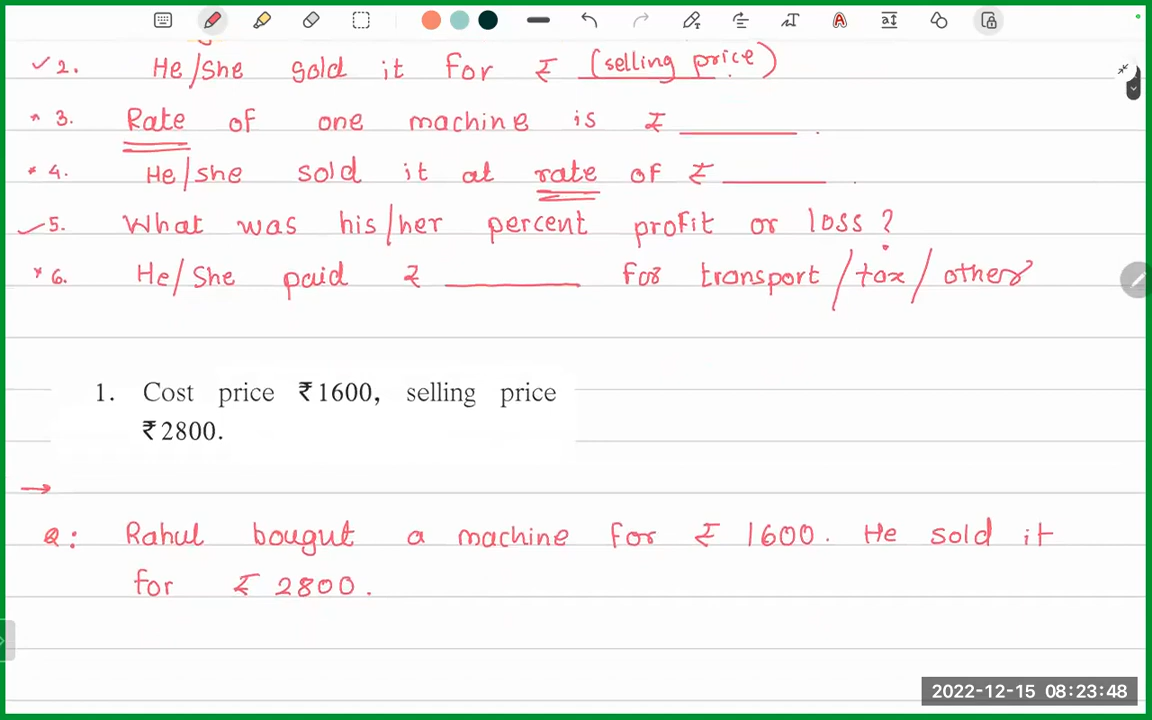 ✓2. He/She sold it for ₹ (selling price)
* 3. Rate of one machine is ₹ ______.
* 4. He/she sold it at rate of ₹ ______.
✓5. What was his/her percent profit or loss?
* 6. He/She paid ₹ ______ for transport/tax/other
1. Cost price ₹1600, selling price
₹2800.
→
Q: Rahul bougut a machine for ₹ 1600. He sold it
for ₹ 2800.
2022-12-15 08:23:48